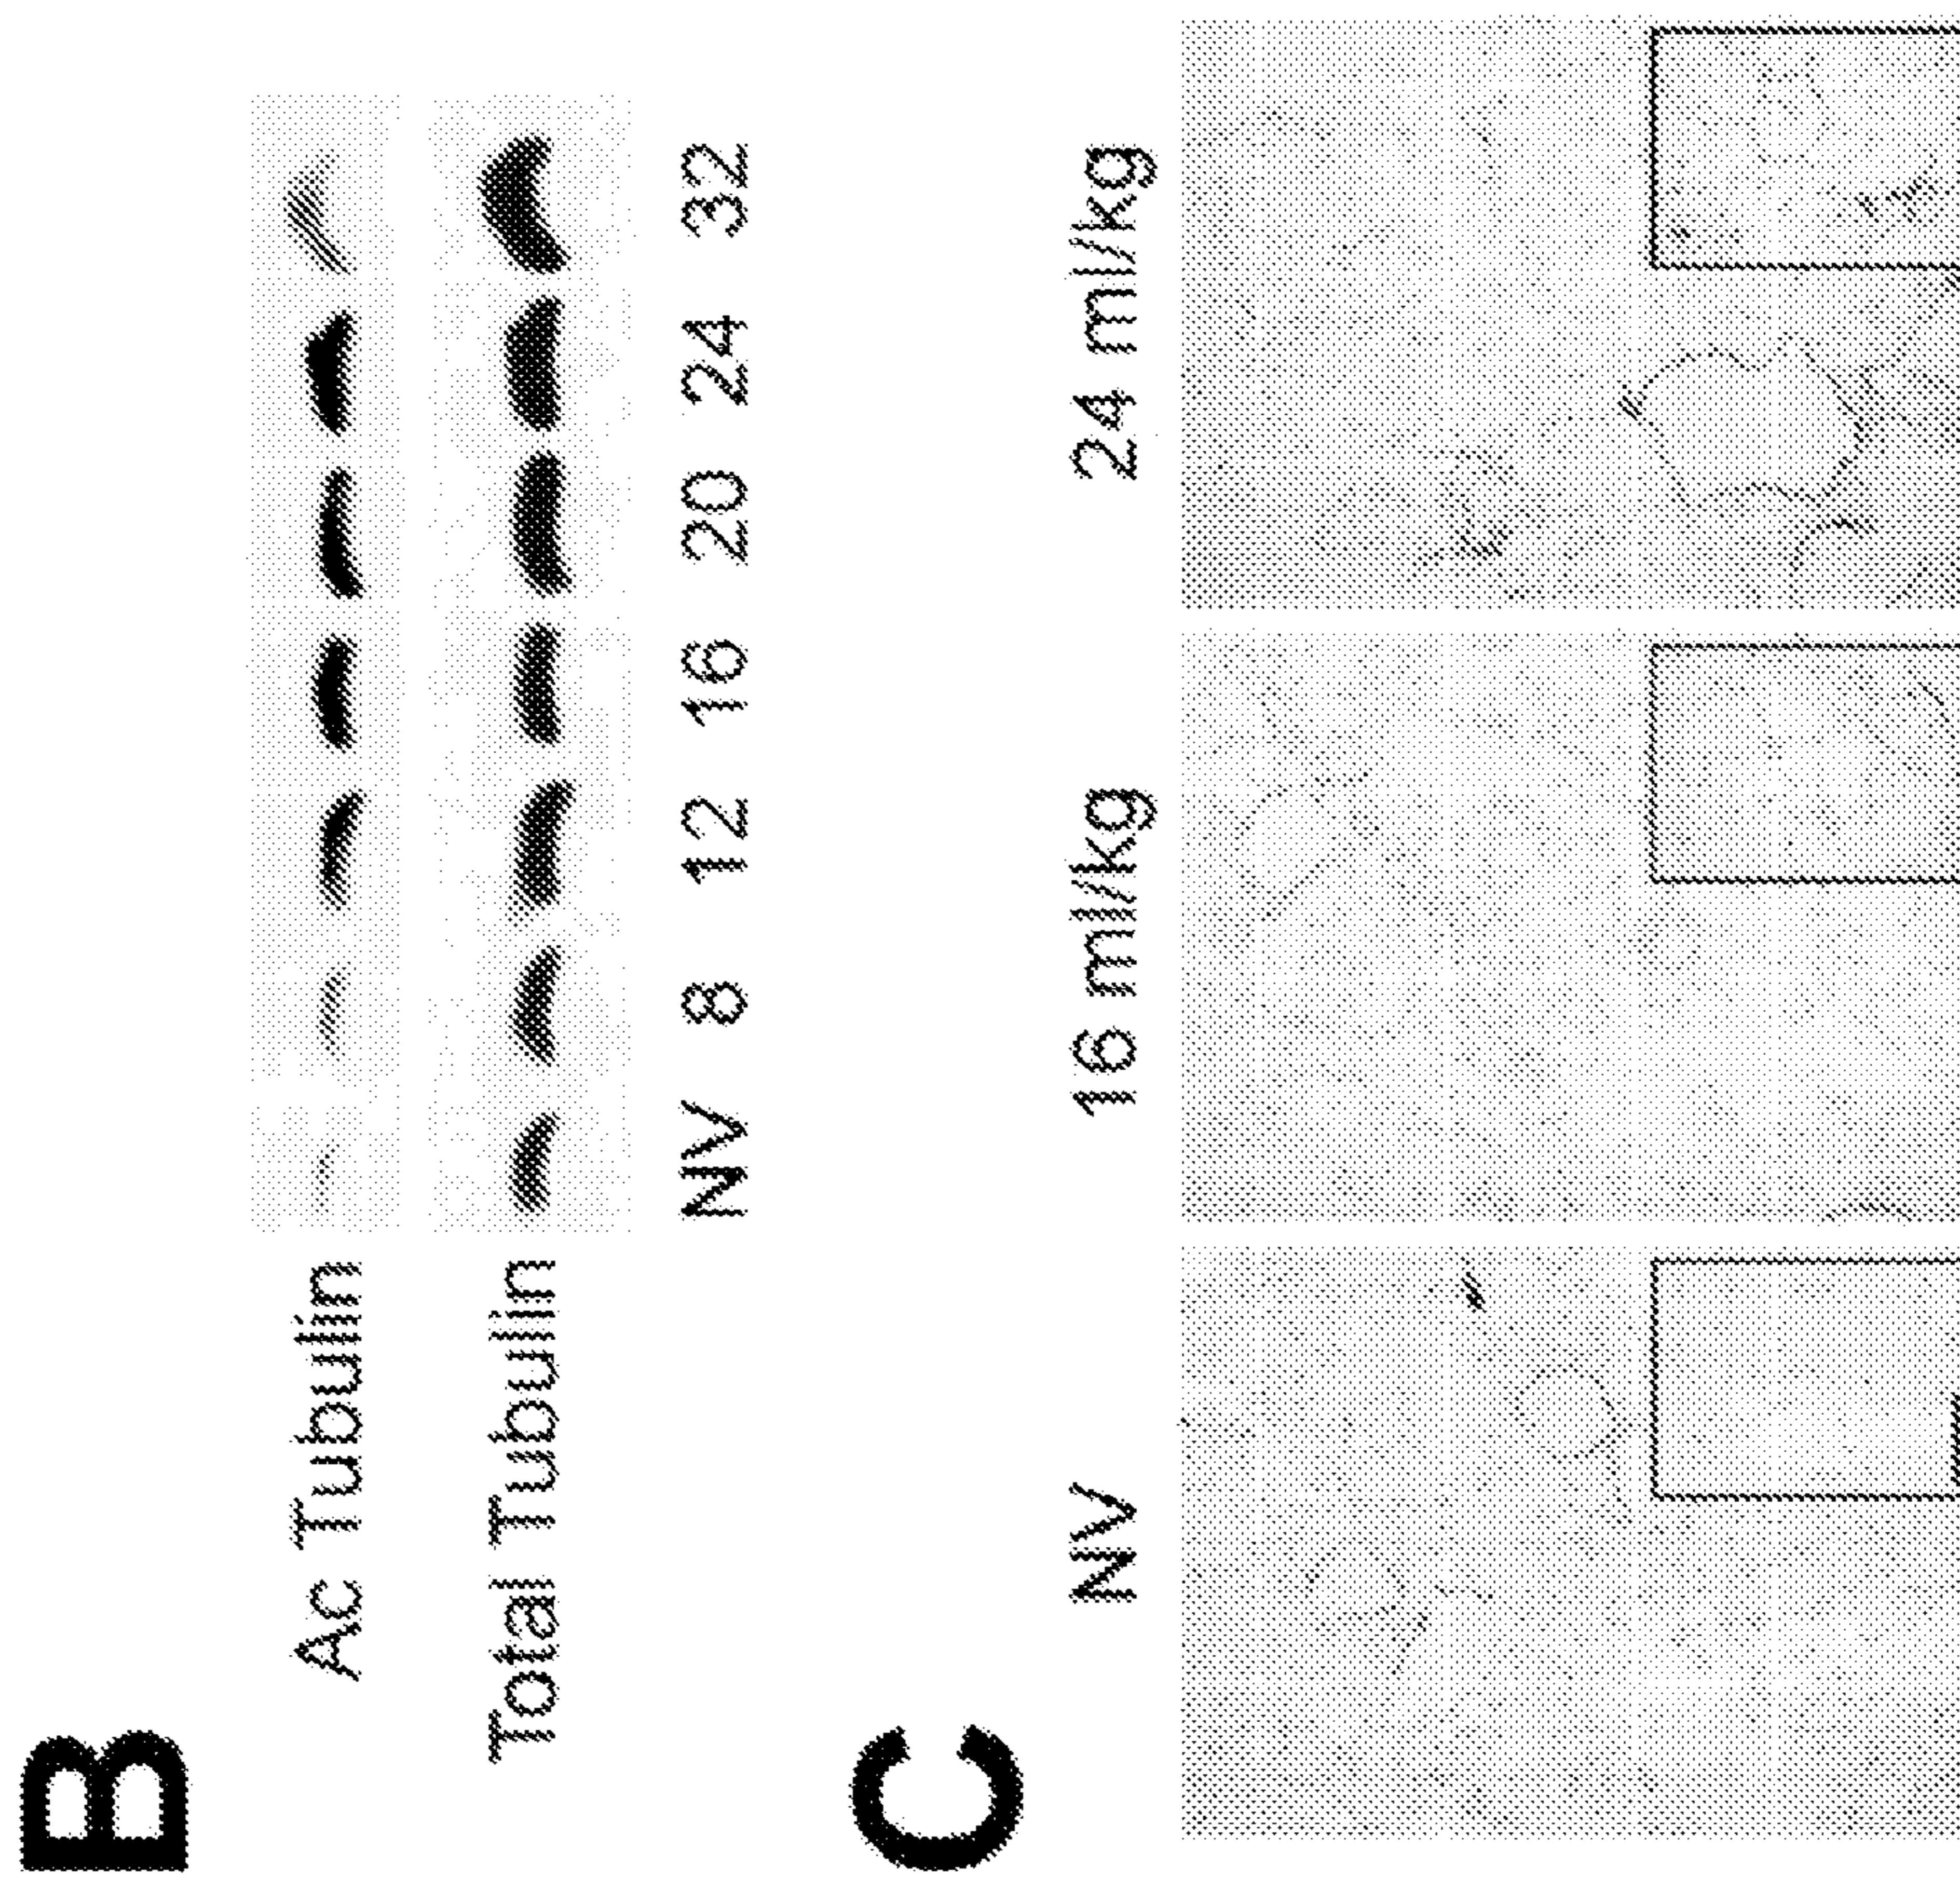 B
Ac Tubulin
Total Tubulin
NV 8 12 16 20 24 32
C
NV 16 ml/kg 24 ml/kg